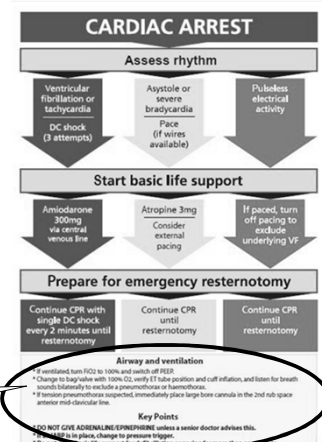 CARDIAC ARREST
Assess rhythm
Ventricular
fibrillation or
tachycardia
DC shock
(3 attempts)
Asystole or
severe
bradycardia
Pace
(if wires
available)
Pulseless
electrical
activity
Start basic life support
Amiodarone
300mg
via central
venous line
Atropine 3mg
Consider
external
pacing
If paced, turn
off pacing to
exclude
underlying VF
Prepare for emergency resternotomy
Continue CPR with
single DC shock
every 2 minutes until
resternotomy
Continue CPR
until
resternotomy
Continue CPR
until
resternotomy
Airway and ventilation
* If ventilated, turn FiO2 to 100% and switch off PEEP.
* Change to bag/valve with 100% O2, verify ET tube position and cuff inflation, and listen for breath
sounds bilaterally to exclude a pneumothorax or haemothorax.
* If tension pneumothorax suspected, immediately place large bore cannula in the 2nd rub space
anterior mid-clavicular line.
Key Points
DO NOT GIVE ADRENALINE/EPINEPHRINE unless a senior doctor advises this.
is in place, change to pressure trigger.